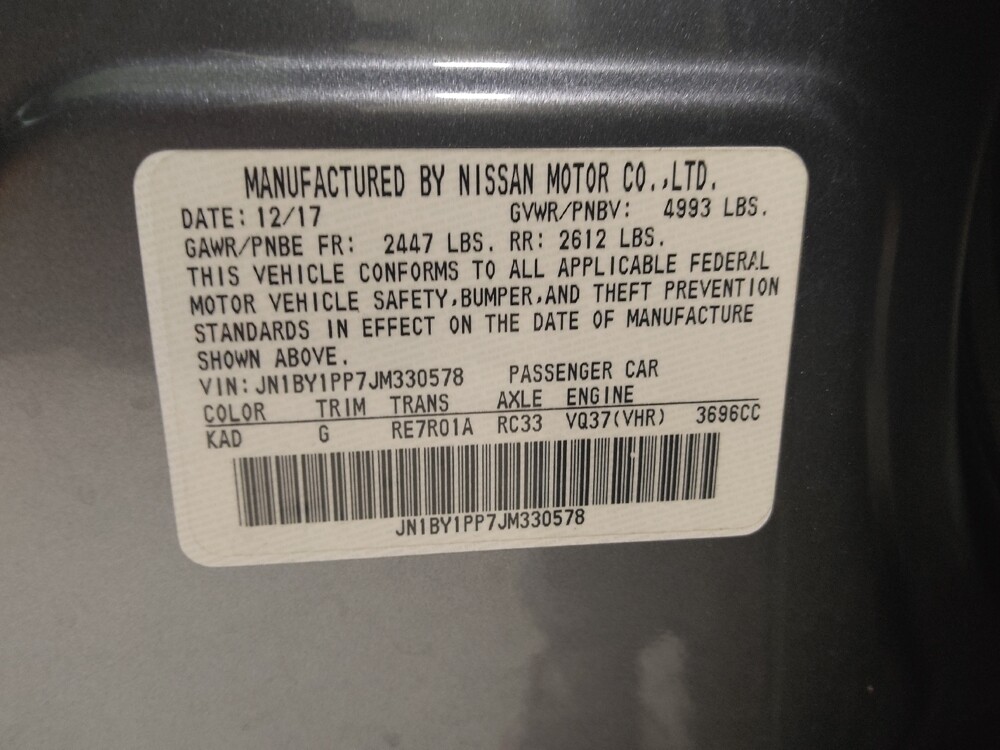 MANUFACTURED BY NISSAN MOTOR CO.,LTD.
DATE: 12/17 GVWR/PNBV: 4993 LBS.
GAWR/PNBE FR: 2447 LBS. RR: 2612 LBS.
THIS VEHICLE CONFORMS TO ALL APPLICABLE FEDERAL
MOTOR VEHICLE SAFETY,BUMPER,AND THEFT PREVENTION
STANDARDS IN EFFECT ON THE DATE OF MANUFACTURE
SHOWN ABOVE.
VIN: JN1BY1PP7JM330578 PASSENGER CAR
COLOR TRIM TRANS AXLE ENGINE
KAD G RE7R01A RC33 VQ37(VHR) 3696CC
JN1BY1PP7JM330578